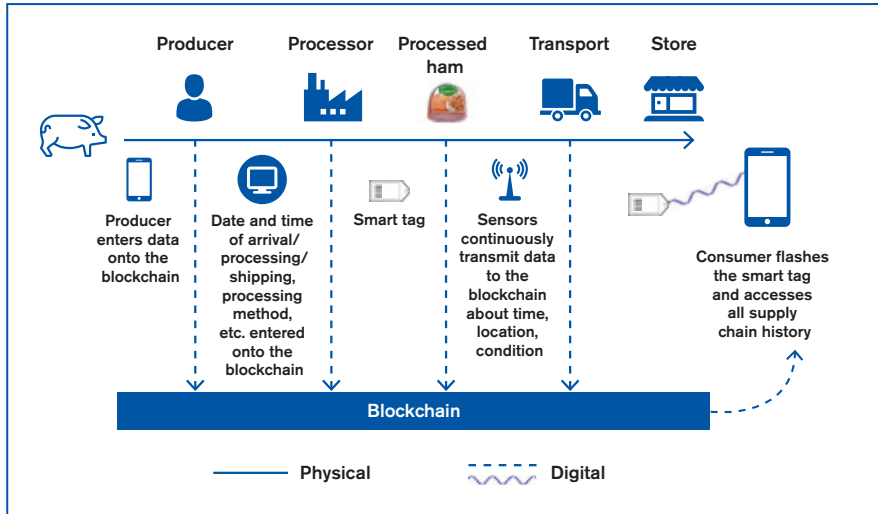 Producer
Processor
Processed
ham
Transport
Store
Producer
enters data
onto the
blockchain
Date and time
of arrival/
processing/
shipping,
processing
method,
etc. entered
onto the
blockchain
Smart tag
Sensors
continuously
transmit data
to the
blockchain
about time,
location,
condition
Consumer flashes
the smart tag
and accesses
all supply
chain history
Blockchain
Physical
Digital